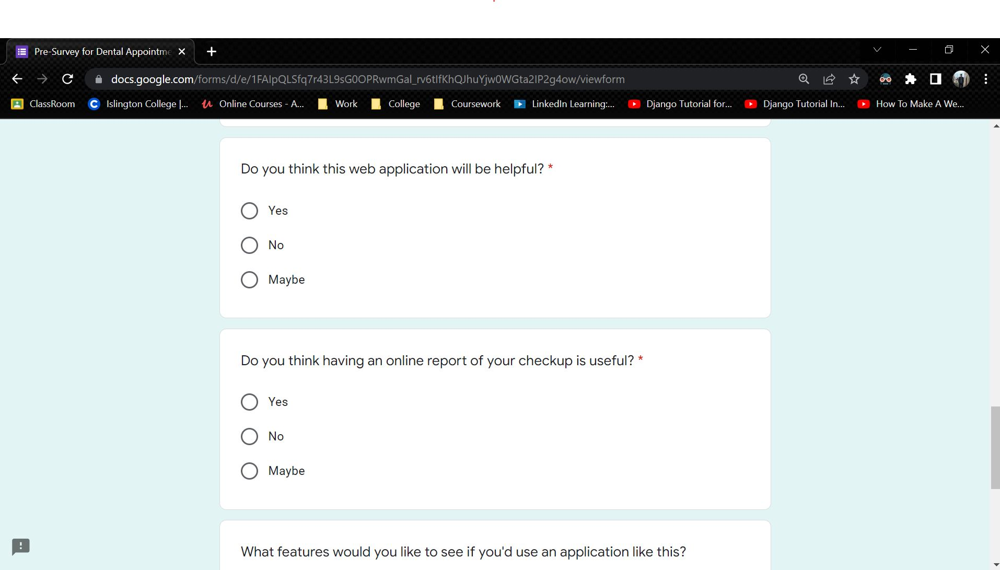 Pre-Survey for Dental Appointme
docs.google.com/forms/d/e/1FAIpQLSfq7r43L9sG0OPRwmGal_rv6tIfKhQJhuYjw0WGta2IP2g4ow/viewform
ClassRoom Islington College |... Online Courses - A... Work College Coursework LinkedIn Learning:... Django Tutorial for... Django Tutorial In... How To Make A We...
Do you think this web application will be helpful? *
Yes
No
Maybe
Do you think having an online report of your checkup is useful? *
Yes
No
Maybe
What features would you like to see if you'd use an application like this?